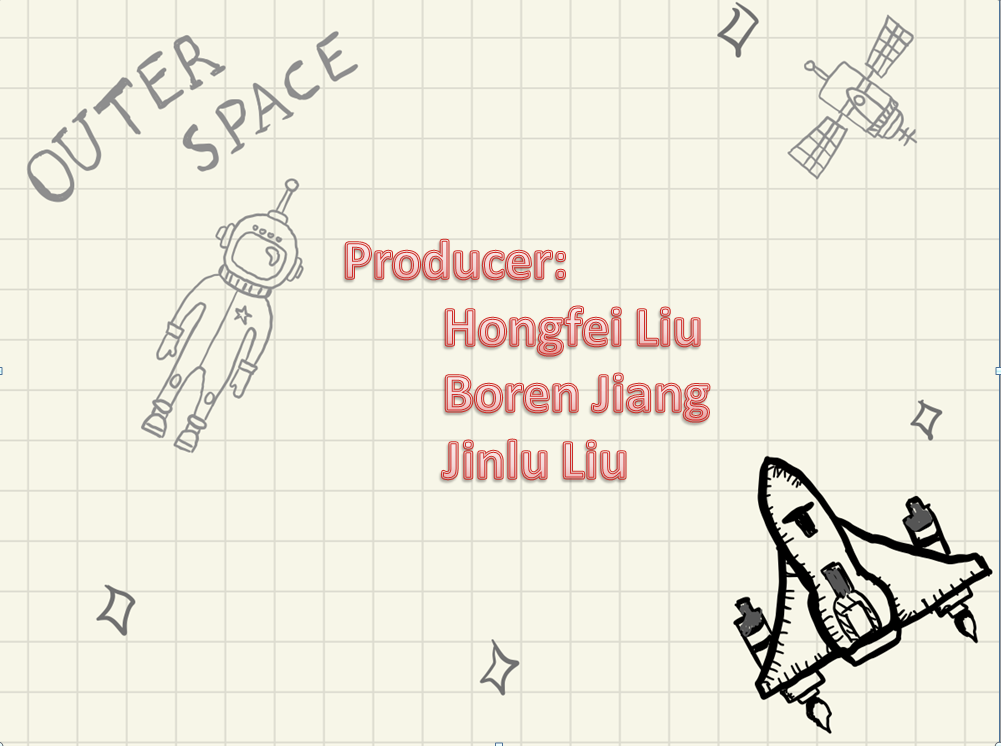 OUTER
SPACE
Producer:
Hongfei Liu
Boren Jiang
Jinlu Liu